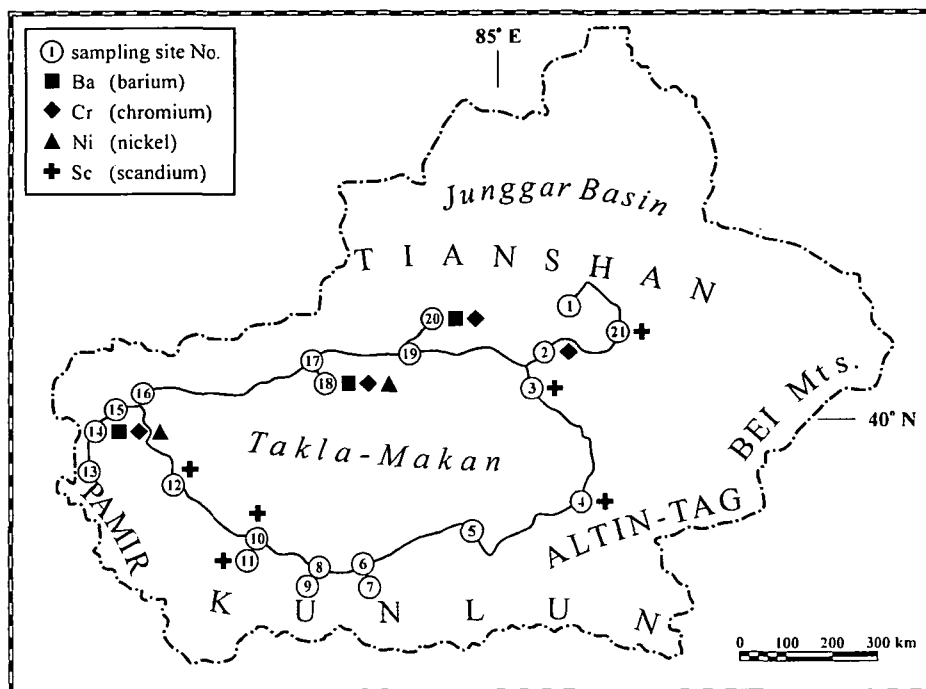 1 sampling site No.
Ba (barium)
Cr (chromium)
Ni (nickel)
Sc (scandium)
85° E
Junggar Basin
TIANSHAN
1
20
21
2
17
19
18
3
16
15
14
40° N
BEI Mts.
Takla-Makan
13
12
4
PAMIR
ALTIN-TAG
5
10
11
8
6
9
7
KUNLUN
0 100 200 300 km